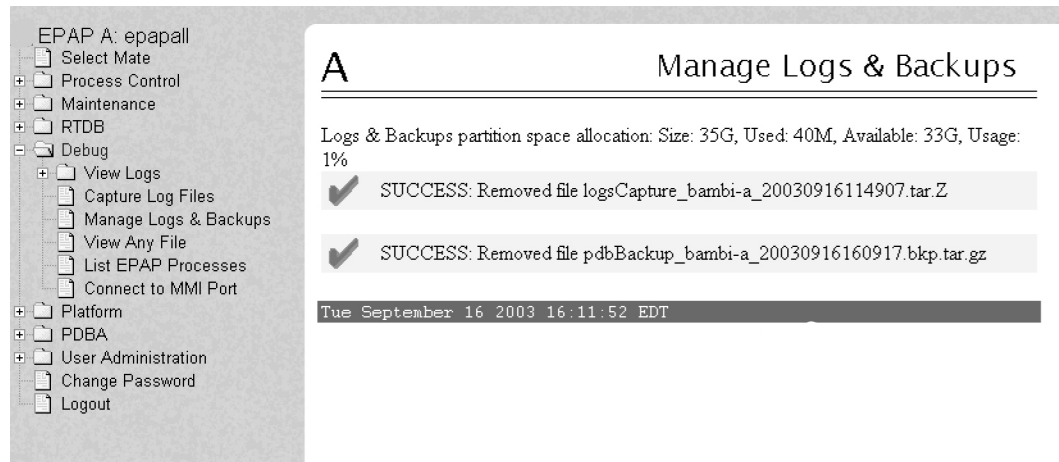 EPAP A: epapall
Select Mate
Process Control
Maintenance
RTDB
Debug
View Logs
Capture Log Files
Manage Logs & Backups
View Any File
List EPAP Processes
Connect to MMI Port
Platform
PDBA
User Administration
Change Password
Logout
A
Manage Logs & Backups
Logs & Backups partition space allocation: Size: 35G, Used: 40M, Available: 33G, Usage:
1%
SUCCESS: Removed file logsCapture_bambi-a_20030916114907.tar.Z
SUCCESS: Removed file pdbBackup_bambi-a_20030916160917.bkp.tar.gz
Tue September 16 2003 16:11:52 EDT